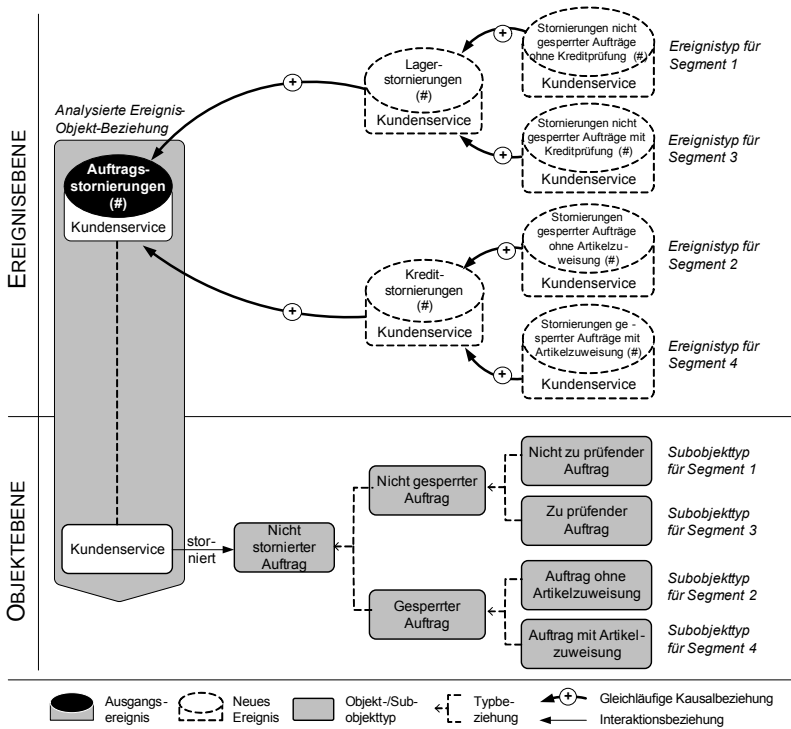 EREIGNISEBENE
Analysierte Ereignis-
Objekt-Beziehung
Auftrags-
stornierungen
(#)
Kundenservice
+
Lager-
stornierungen
(#)
Kundenservice
+
Stornierungen nicht
gesperrter Aufträge
ohne Kreditprüfung (#)
Kundenservice
Ereignistyp für
Segment 1
+
Stornierungen nicht
gesperrter Aufträge mit
Kreditprüfung (#)
Kundenservice
Ereignistyp für
Segment 3
+
Kredit-
stornierungen
(#)
Kundenservice
+
Stornierungen
gesperrter Aufträge
ohne Artikelzu-
weisung (#)
Kundenservice
Ereignistyp für
Segment 2
+
Stornierungen ge -
sperrter Aufträge mit
Artikelzuweisung (#)
Kundenservice
Ereignistyp für
Segment 4
+
OBJEKTEBENE
Kundenservice
stor-
niert
Nicht
stornierter
Auftrag
Nicht gesperrter
Auftrag
Nicht zu prüfender
Auftrag
Subobjekttyp
für Segment 1
Zu prüfender
Auftrag
Subobjekttyp
für Segment 3
Gesperrter
Auftrag
Auftrag ohne
Artikelzuweisung
Subobjekttyp
für Segment 2
Auftrag mit Artikel-
zuweisung
Subobjekttyp
für Segment 4
Ausgangs-
ereignis
Neues
Ereignis
Objekt-/Sub-
objekttyp
Typbe-
ziehung
+
Gleichläufige Kausalbeziehung
Interaktionsbeziehung